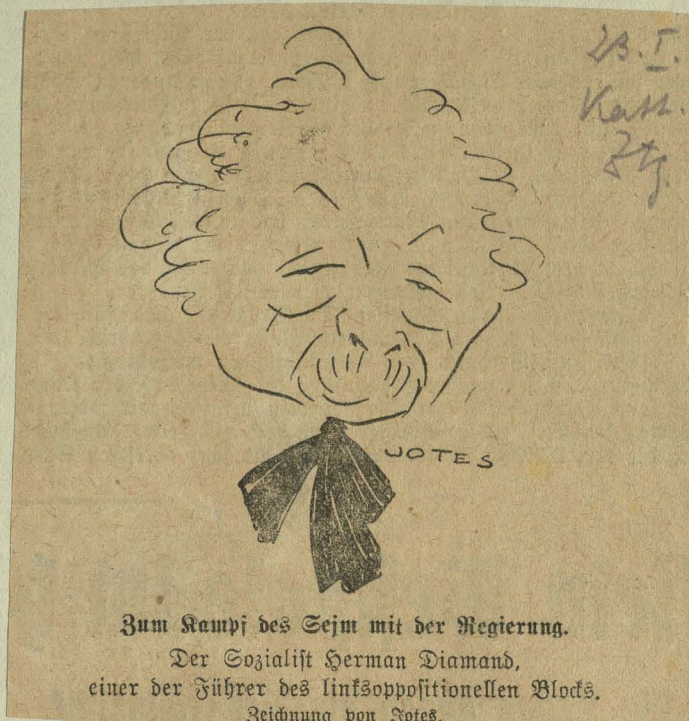 23. I.
Katt.
Ztg.
JOTES
Zum Kampf des Sejm mit der Regierung.
Der Sozialist Herman Diamand,
einer der Führer des linksoppositionellen Blocks.
Zeichnung von Jotes.